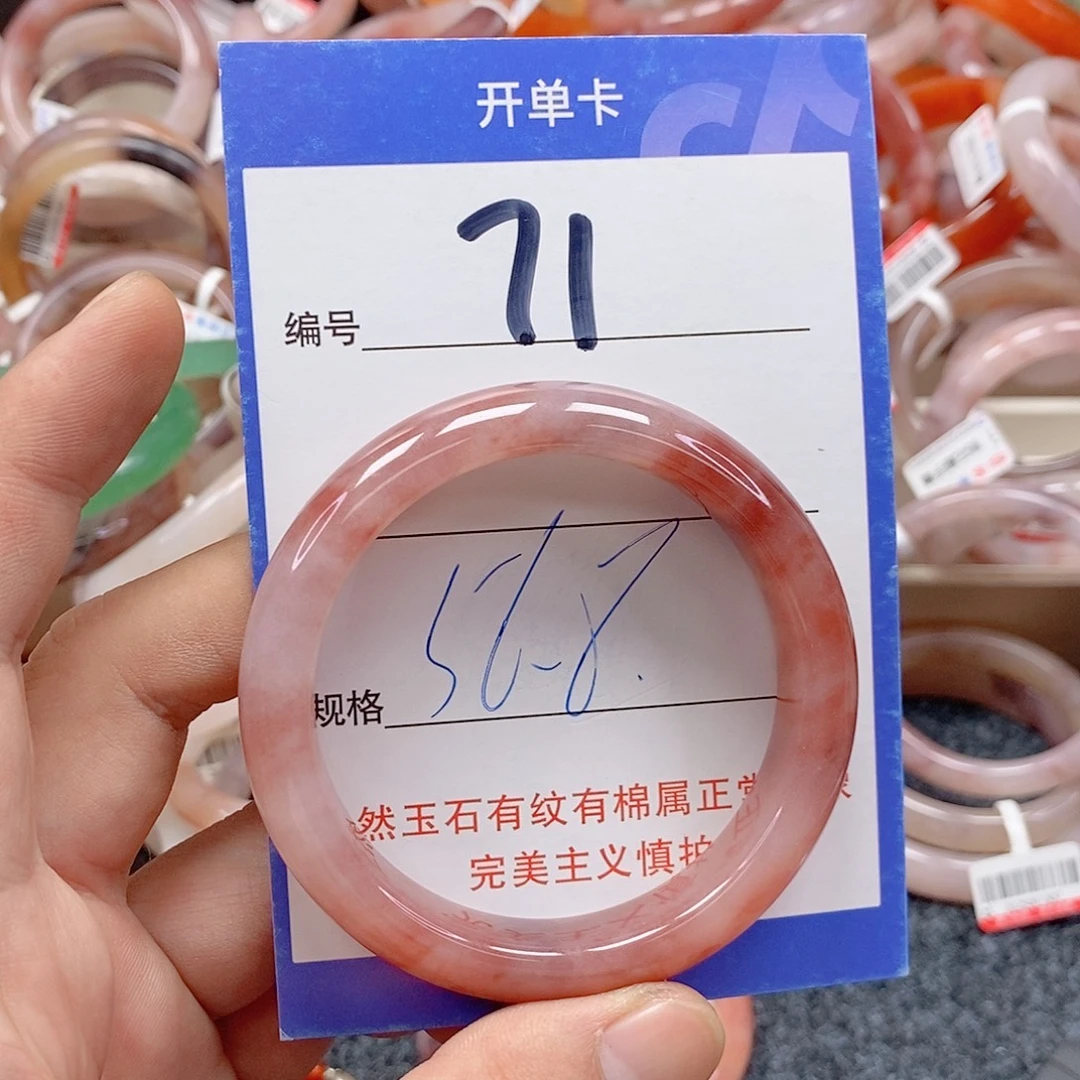 开单卡
编号 71
规格 56-8.
然玉石有纹有棉属正常
完美主义慎拍